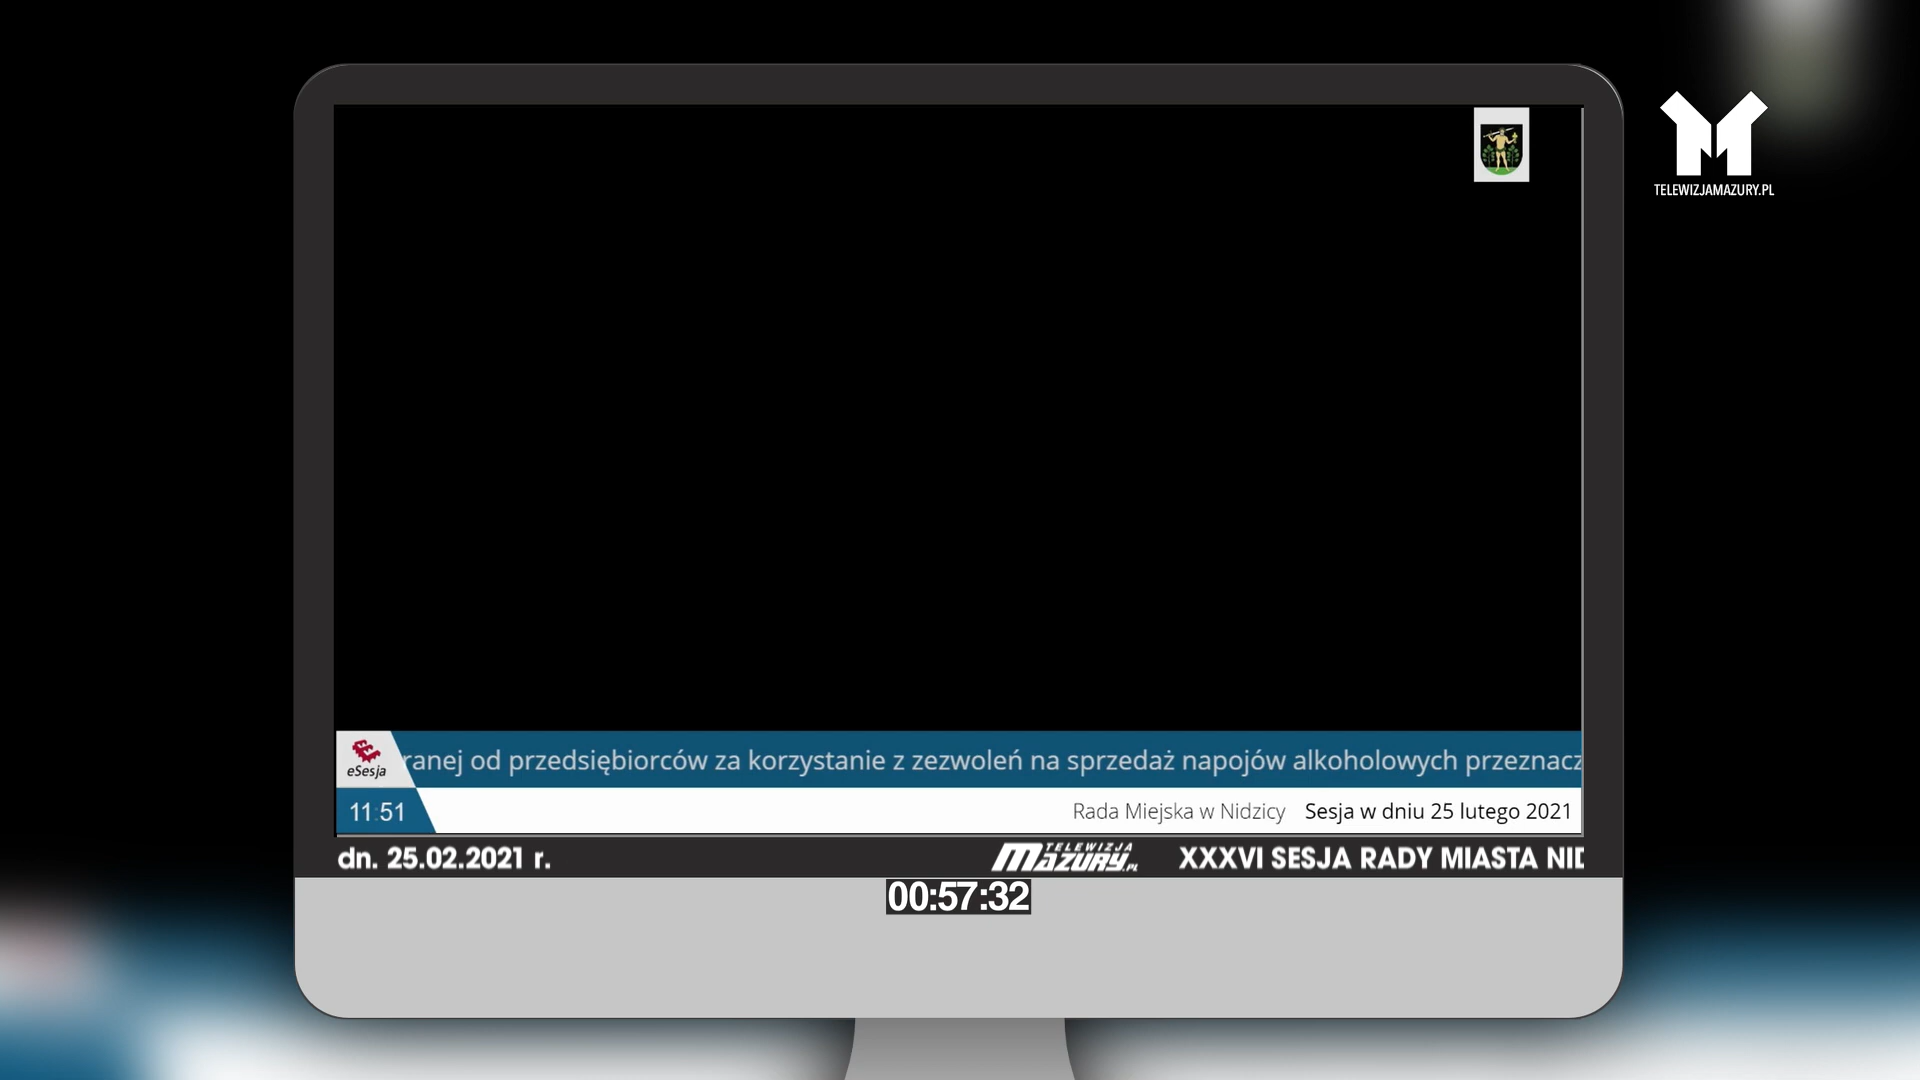 TELEWIZJAMAZURY.PL
eSesja
ranej od przedsiębiorców za korzystanie z zezwoleń na sprzedaż napojów alkoholowych przeznacz
11:51
Rada Miejska w Nidzicy Sesja w dniu 25 lutego 2021
dn. 25.02.2021 r. TELEWIZJA MAZURY.PL XXXVI SESJA RADY MIASTA NID
00:57:32